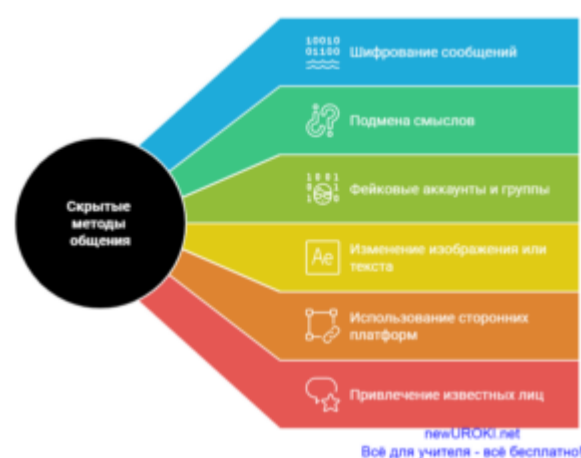 Скрытые
методы
общения
10010
01100
Шифрование сообщений
Подмена смыслов
Фейковые аккаунты и группы
Ae
Изменение изображения или
текста
Использование сторонних
платформ
Привлечение известных лиц
newUROKI.net
Всё для учителя - всё бесплатно!